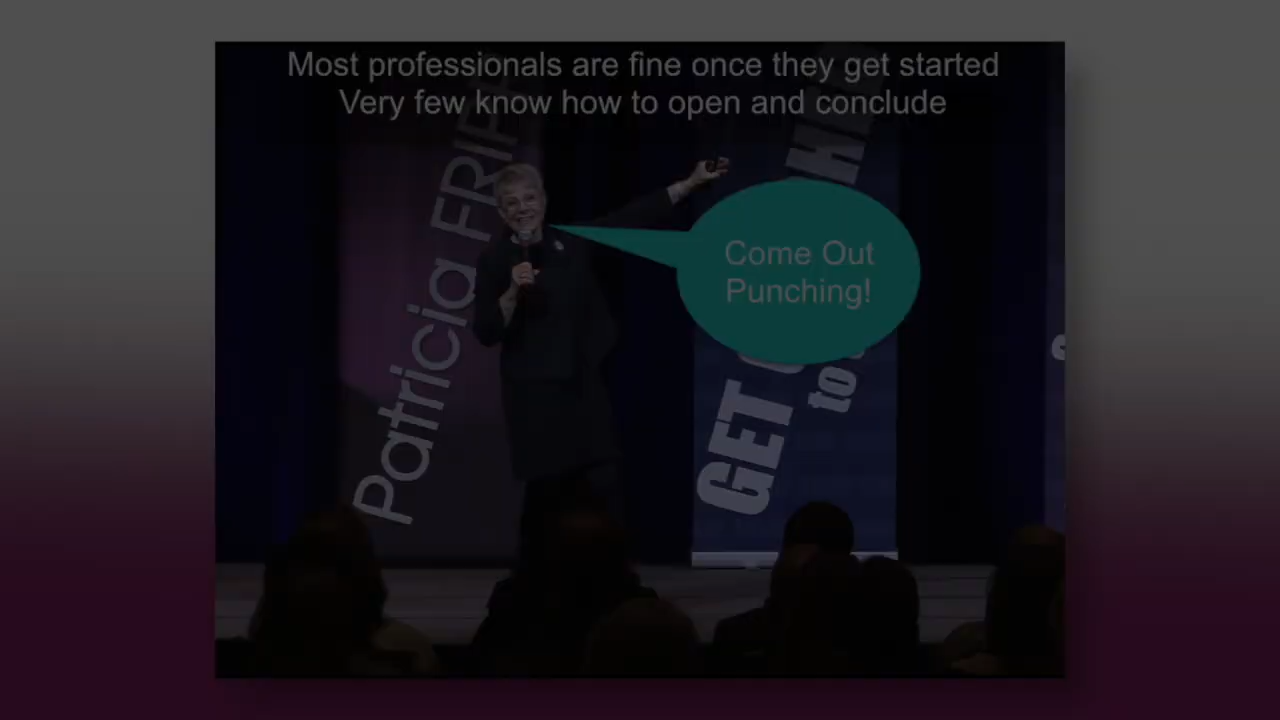 Most professionals are fine once they get started
Very few know how to open and conclude
Patricia FRIP
Come Out
Punching!
GET
to